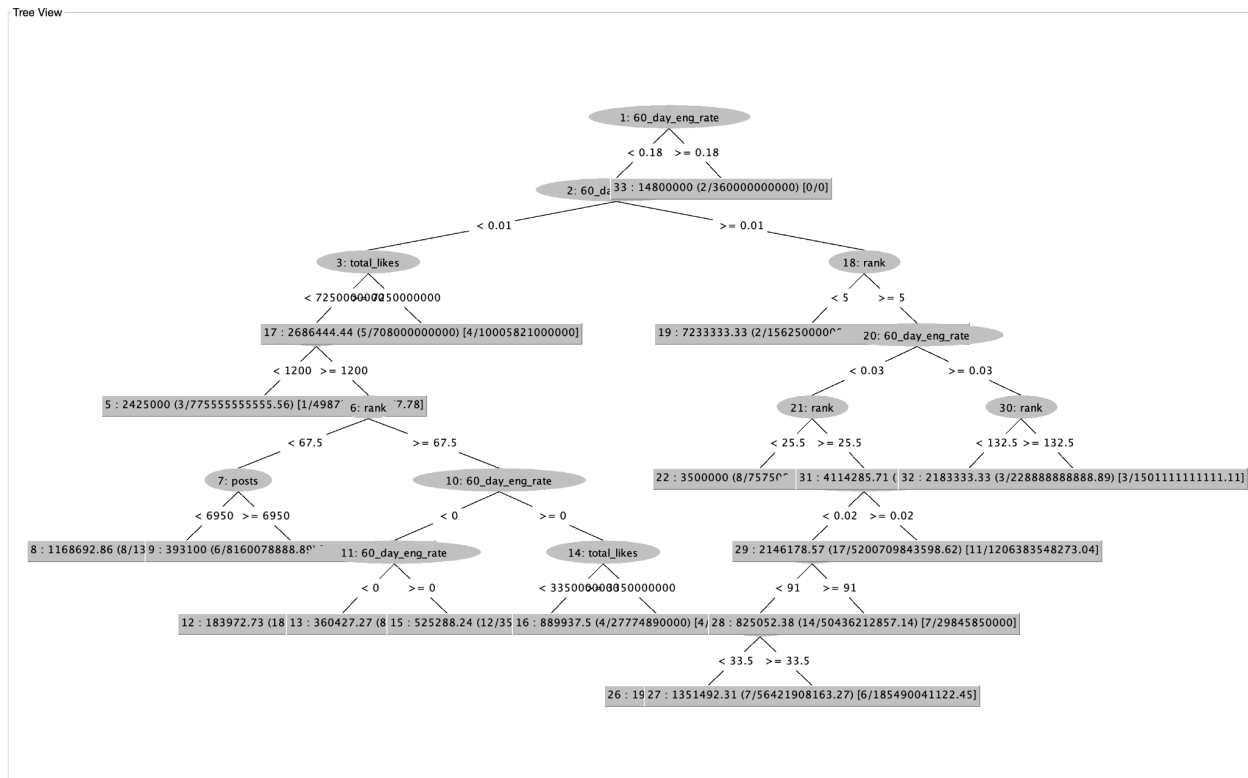 Tree View
1: 60_day_eng_rate
< 0.18 >= 0.18
2: 60_da 33 : 14800000 (2/360000000000) [0/0]
< 0.01 >= 0.01
3: total_likes 18: rank
< 7250000000 >= 7250000000 < 5 >= 5
17 : 2686444.44 (5/708000000000) [4/10005821000000] 19 : 7233333.33 (2/15625000 20: 60_day_eng_rate
< 1200 >= 1200 < 0.03 >= 0.03
5 : 2425000 (3/775555555555.56) [1/4987 6: rank 7.78] 21: rank 30: rank
< 67.5 >= 67.5 < 25.5 >= 25.5 < 132.5 >= 132.5
7: posts 10: 60_day_eng_rate 22 : 3500000 (8/7575 31 : 4114285.71 ( 32 : 2183333.33 (3/228888888888.89) [3/1501111111111.11]
< 6950 >= 6950 < 0 >= 0 < 0.02 >= 0.02
8 : 1168692.86 (8/13 9 : 393100 (6/8160078888.89) 11: 60_day_eng_rate 14: total_likes 29 : 2146178.57 (17/5200709843598.62) [11/1206383548273.04]
< 0 >= 0 < 3350000000 >= 3350000000 < 91 >= 91
12 : 183972.73 (18 13 : 360427.27 (8 15 : 525288.24 (12/35 16 : 889937.5 (4/27774890000) [4/ 28 : 825052.38 (14/50436212857.14) [7/29845850000]
< 33.5 >= 33.5
26 : 19 27 : 1351492.31 (7/56421908163.27) [6/185490041122.45]